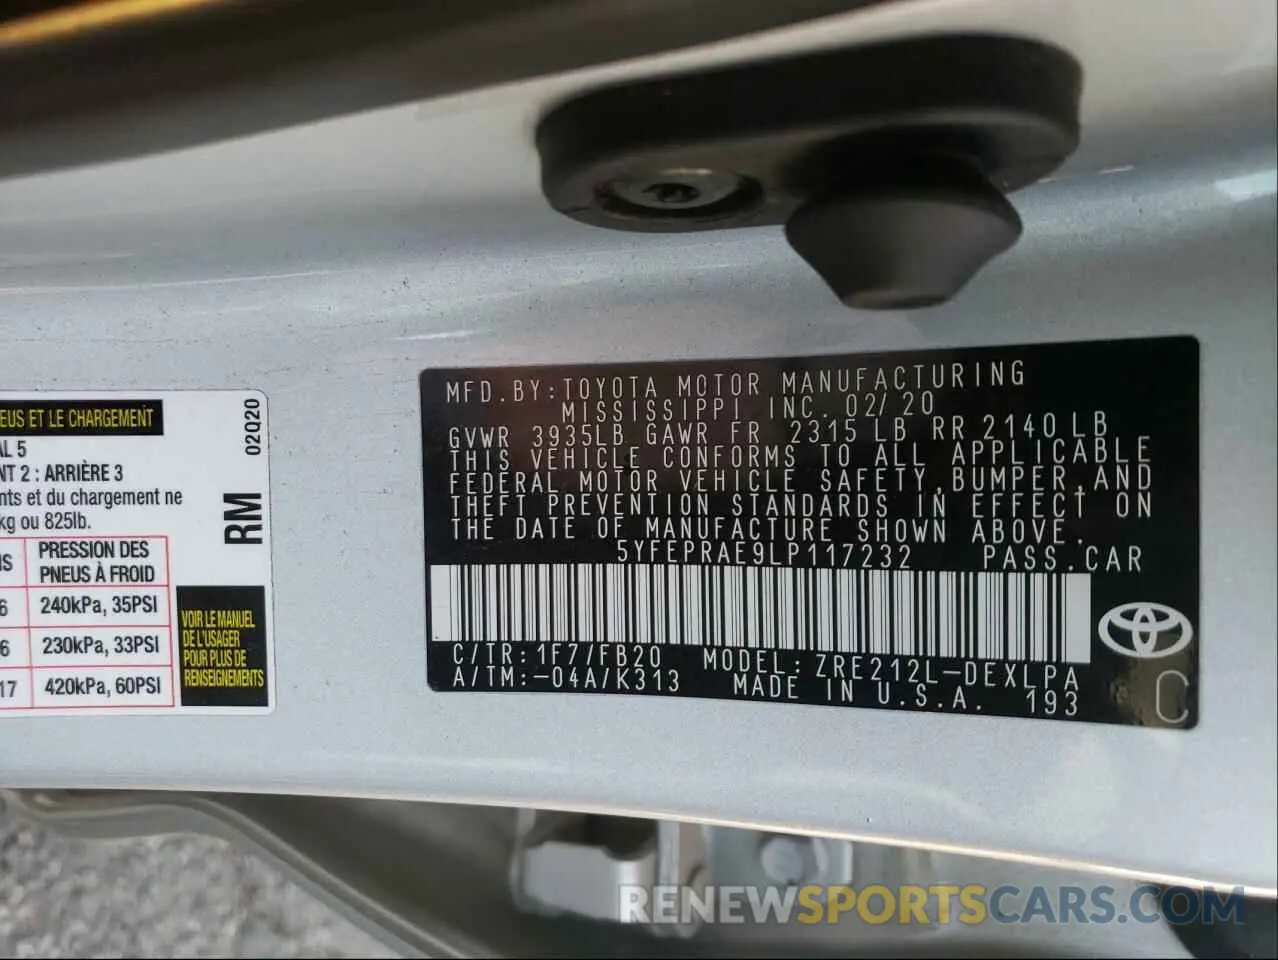 EUS ET LE CHARGEMENT
AL 5
NT 2 : ARRIÈRE 3
nts et du chargement ne
kg ou 825lb.
PRESSION DES
PNEUS À FROID
6 240kPa, 35PSI
6 230kPa, 33PSI
17 420kPa, 60PSI
02Q20
RM
VOIR LE MANUEL
DE L'USAGER
POUR PLUS DE
RENSEIGNEMENTS
MFD. BY: TOYOTA MOTOR MANUFACTURING
MISSISSIPPI INC. 02/20
GVWR 3935LB GAWR FR 2315 LB RR 2140 LB
THIS VEHICLE CONFORMS TO ALL APPLICABLE
FEDERAL MOTOR VEHICLE SAFETY, BUMPER, AND
THEFT PREVENTION STANDARDS IN EFFECT ON
THE DATE OF MANUFACTURE SHOWN ABOVE.
5YFEPRAE9LP117232 PASS. CAR
C/TR: 1F7/FB20 MODEL: ZRE212L-DEXLPA
A/TM: -04A/K313 MADE IN U.S.A. 193
C
RENEWSPORTSCARS.COM